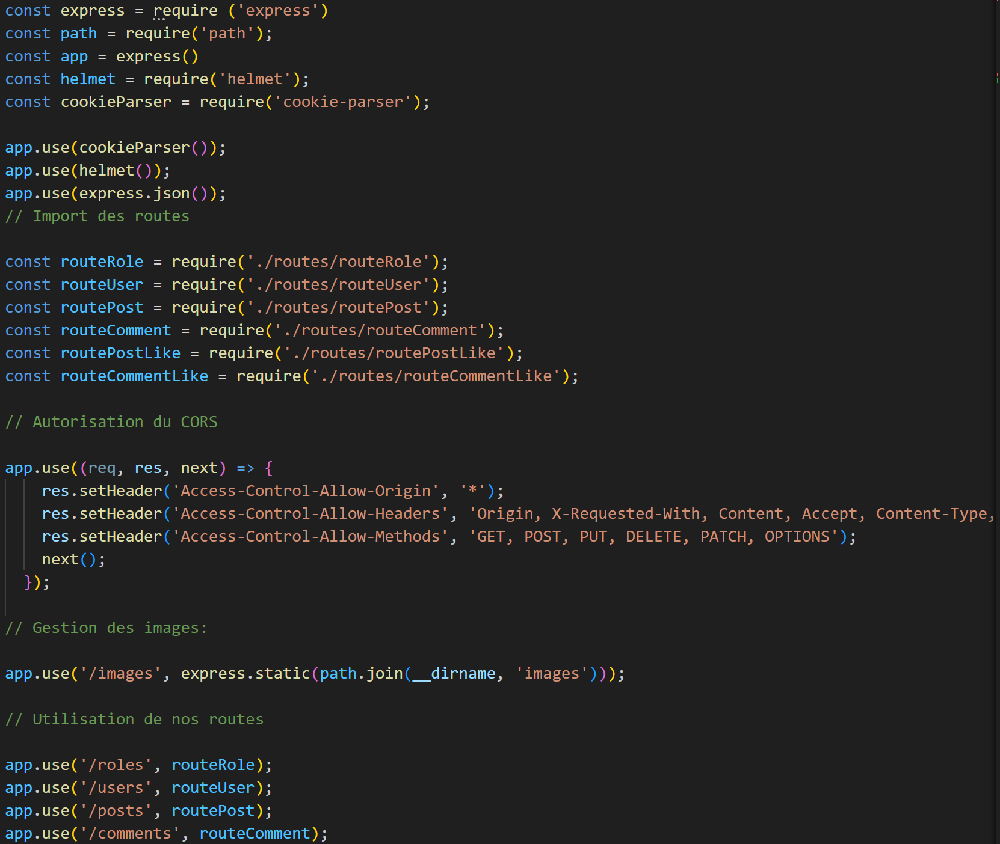 const express = require ('express')
const path = require('path');
const app = express()
const helmet = require('helmet');
const cookieParser = require('cookie-parser');
app.use(cookieParser());
app.use(helmet());
app.use(express.json());
// Import des routes
const routeRole = require('./routes/routeRole');
const routeUser = require('./routes/routeUser');
const routePost = require('./routes/routePost');
const routeComment = require('./routes/routeComment');
const routePostLike = require('./routes/routePostLike');
const routeCommentLike = require('./routes/routeCommentLike');
// Autorisation du CORS
app.use((req, res, next) => {
res.setHeader('Access-Control-Allow-Origin', '*');
res.setHeader('Access-Control-Allow-Headers', 'Origin, X-Requested-With, Content, Accept, Content-Type,
res.setHeader('Access-Control-Allow-Methods', 'GET, POST, PUT, DELETE, PATCH, OPTIONS');
next();
});
// Gestion des images:
app.use('/images', express.static(path.join(__dirname, 'images')));
// Utilisation de nos routes
app.use('/roles', routeRole);
app.use('/users', routeUser);
app.use('/posts', routePost);
app.use('/comments', routeComment);